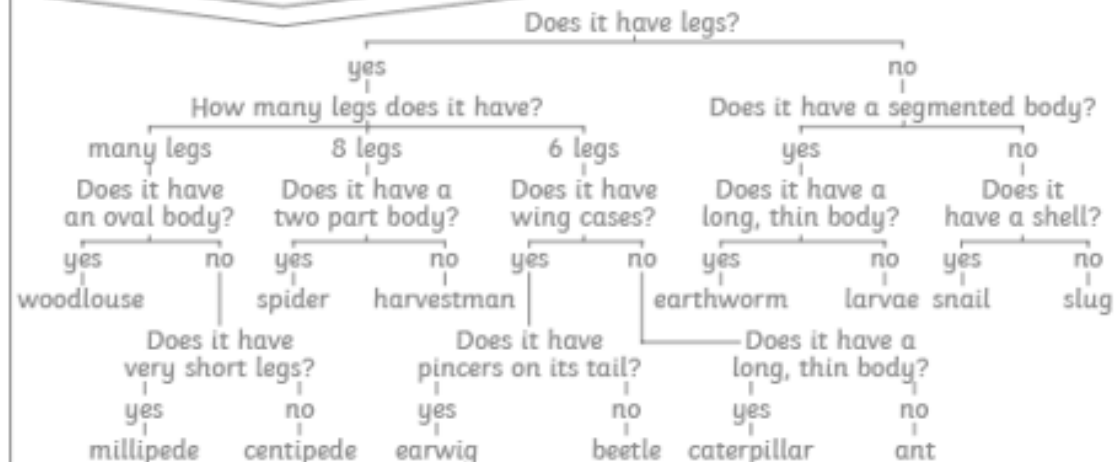 Does it have legs?
yes no
How many legs does it have? Does it have a segmented body?
many legs 8 legs 6 legs yes no
Does it have Does it have a Does it have Does it have a Does it
an oval body? two part body? wing cases? long, thin body? have a shell?
yes no yes no yes no yes no yes no
woodlouse spider harvestman earthworm larvae snail slug
Does it have Does it have Does it have a
very short legs? pincers on its tail? long, thin body?
yes no yes no yes no
millipede centipede earwig beetle caterpillar ant